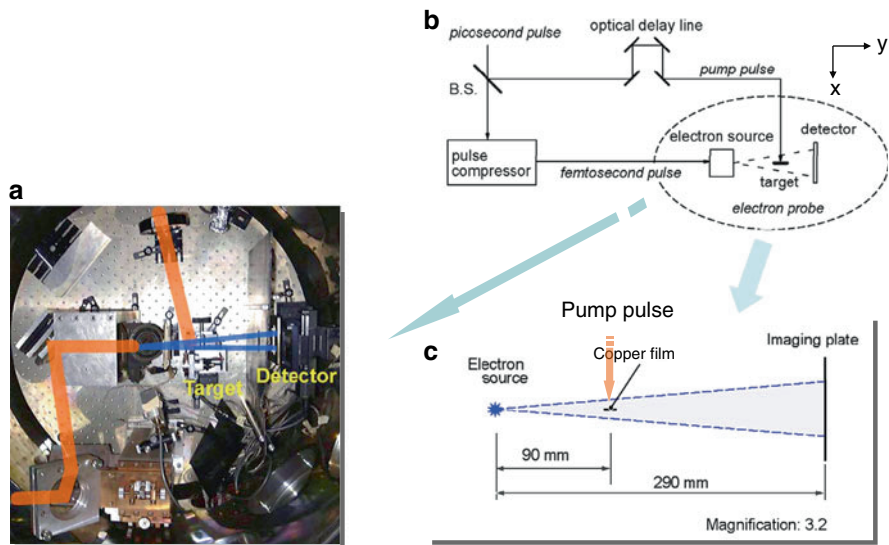 a
Target
Detector
b
picosecond pulse
optical delay line
y
x
B.S.
pump pulse
electron source
detector
pulse
compressor
femtosecond pulse
target
electron probe
Pump pulse
c
Electron
source
Copper film
Imaging plate
90 mm
290 mm
Magnification: 3.2